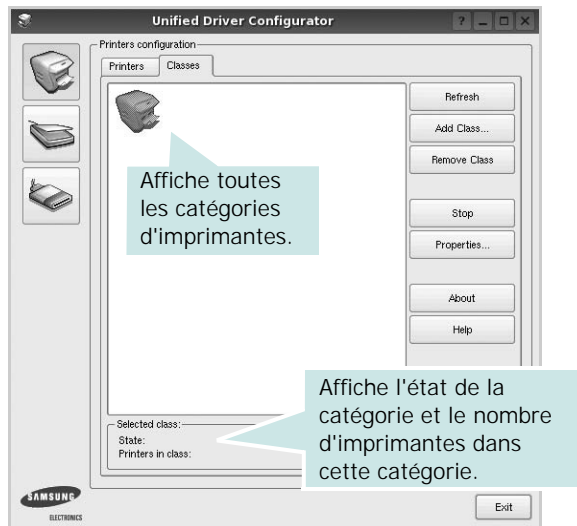 Unified Driver Configurator
Printers configuration
Printers
Classes
Refresh
Add Class...
Remove Class
Affiche toutes
les catégories
d'imprimantes.
Stop
Properties...
About
Help
Affiche l'état de la
catégorie et le nombre
d'imprimantes dans
cette catégorie.
Selected class:
State:
Printers in class:
SAMSUNG
ELECTRONICS
Exit